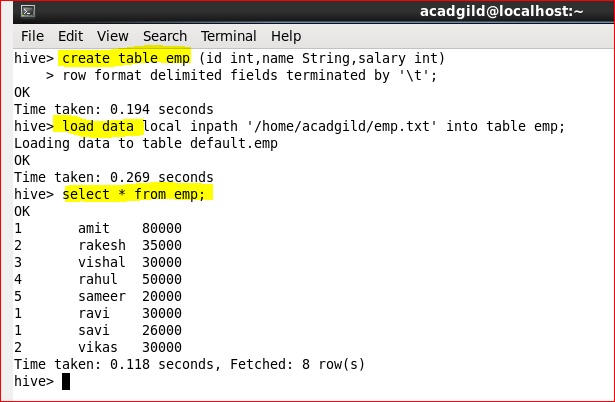 acadgild@localhost:~
File Edit View Search Terminal Help
hive> create table emp (id int,name String,salary int)
    > row format delimited fields terminated by '\t';
OK
Time taken: 0.194 seconds
hive> load data local inpath '/home/acadgild/emp.txt' into table emp;
Loading data to table default.emp
OK
Time taken: 0.269 seconds
hive> select * from emp;
OK
1       amit    80000
2       rakesh  35000
3       vishal  30000
4       rahul   50000
5       sameer  20000
1       ravi    30000
1       savi    26000
2       vikas   30000
Time taken: 0.118 seconds, Fetched: 8 row(s)
hive>